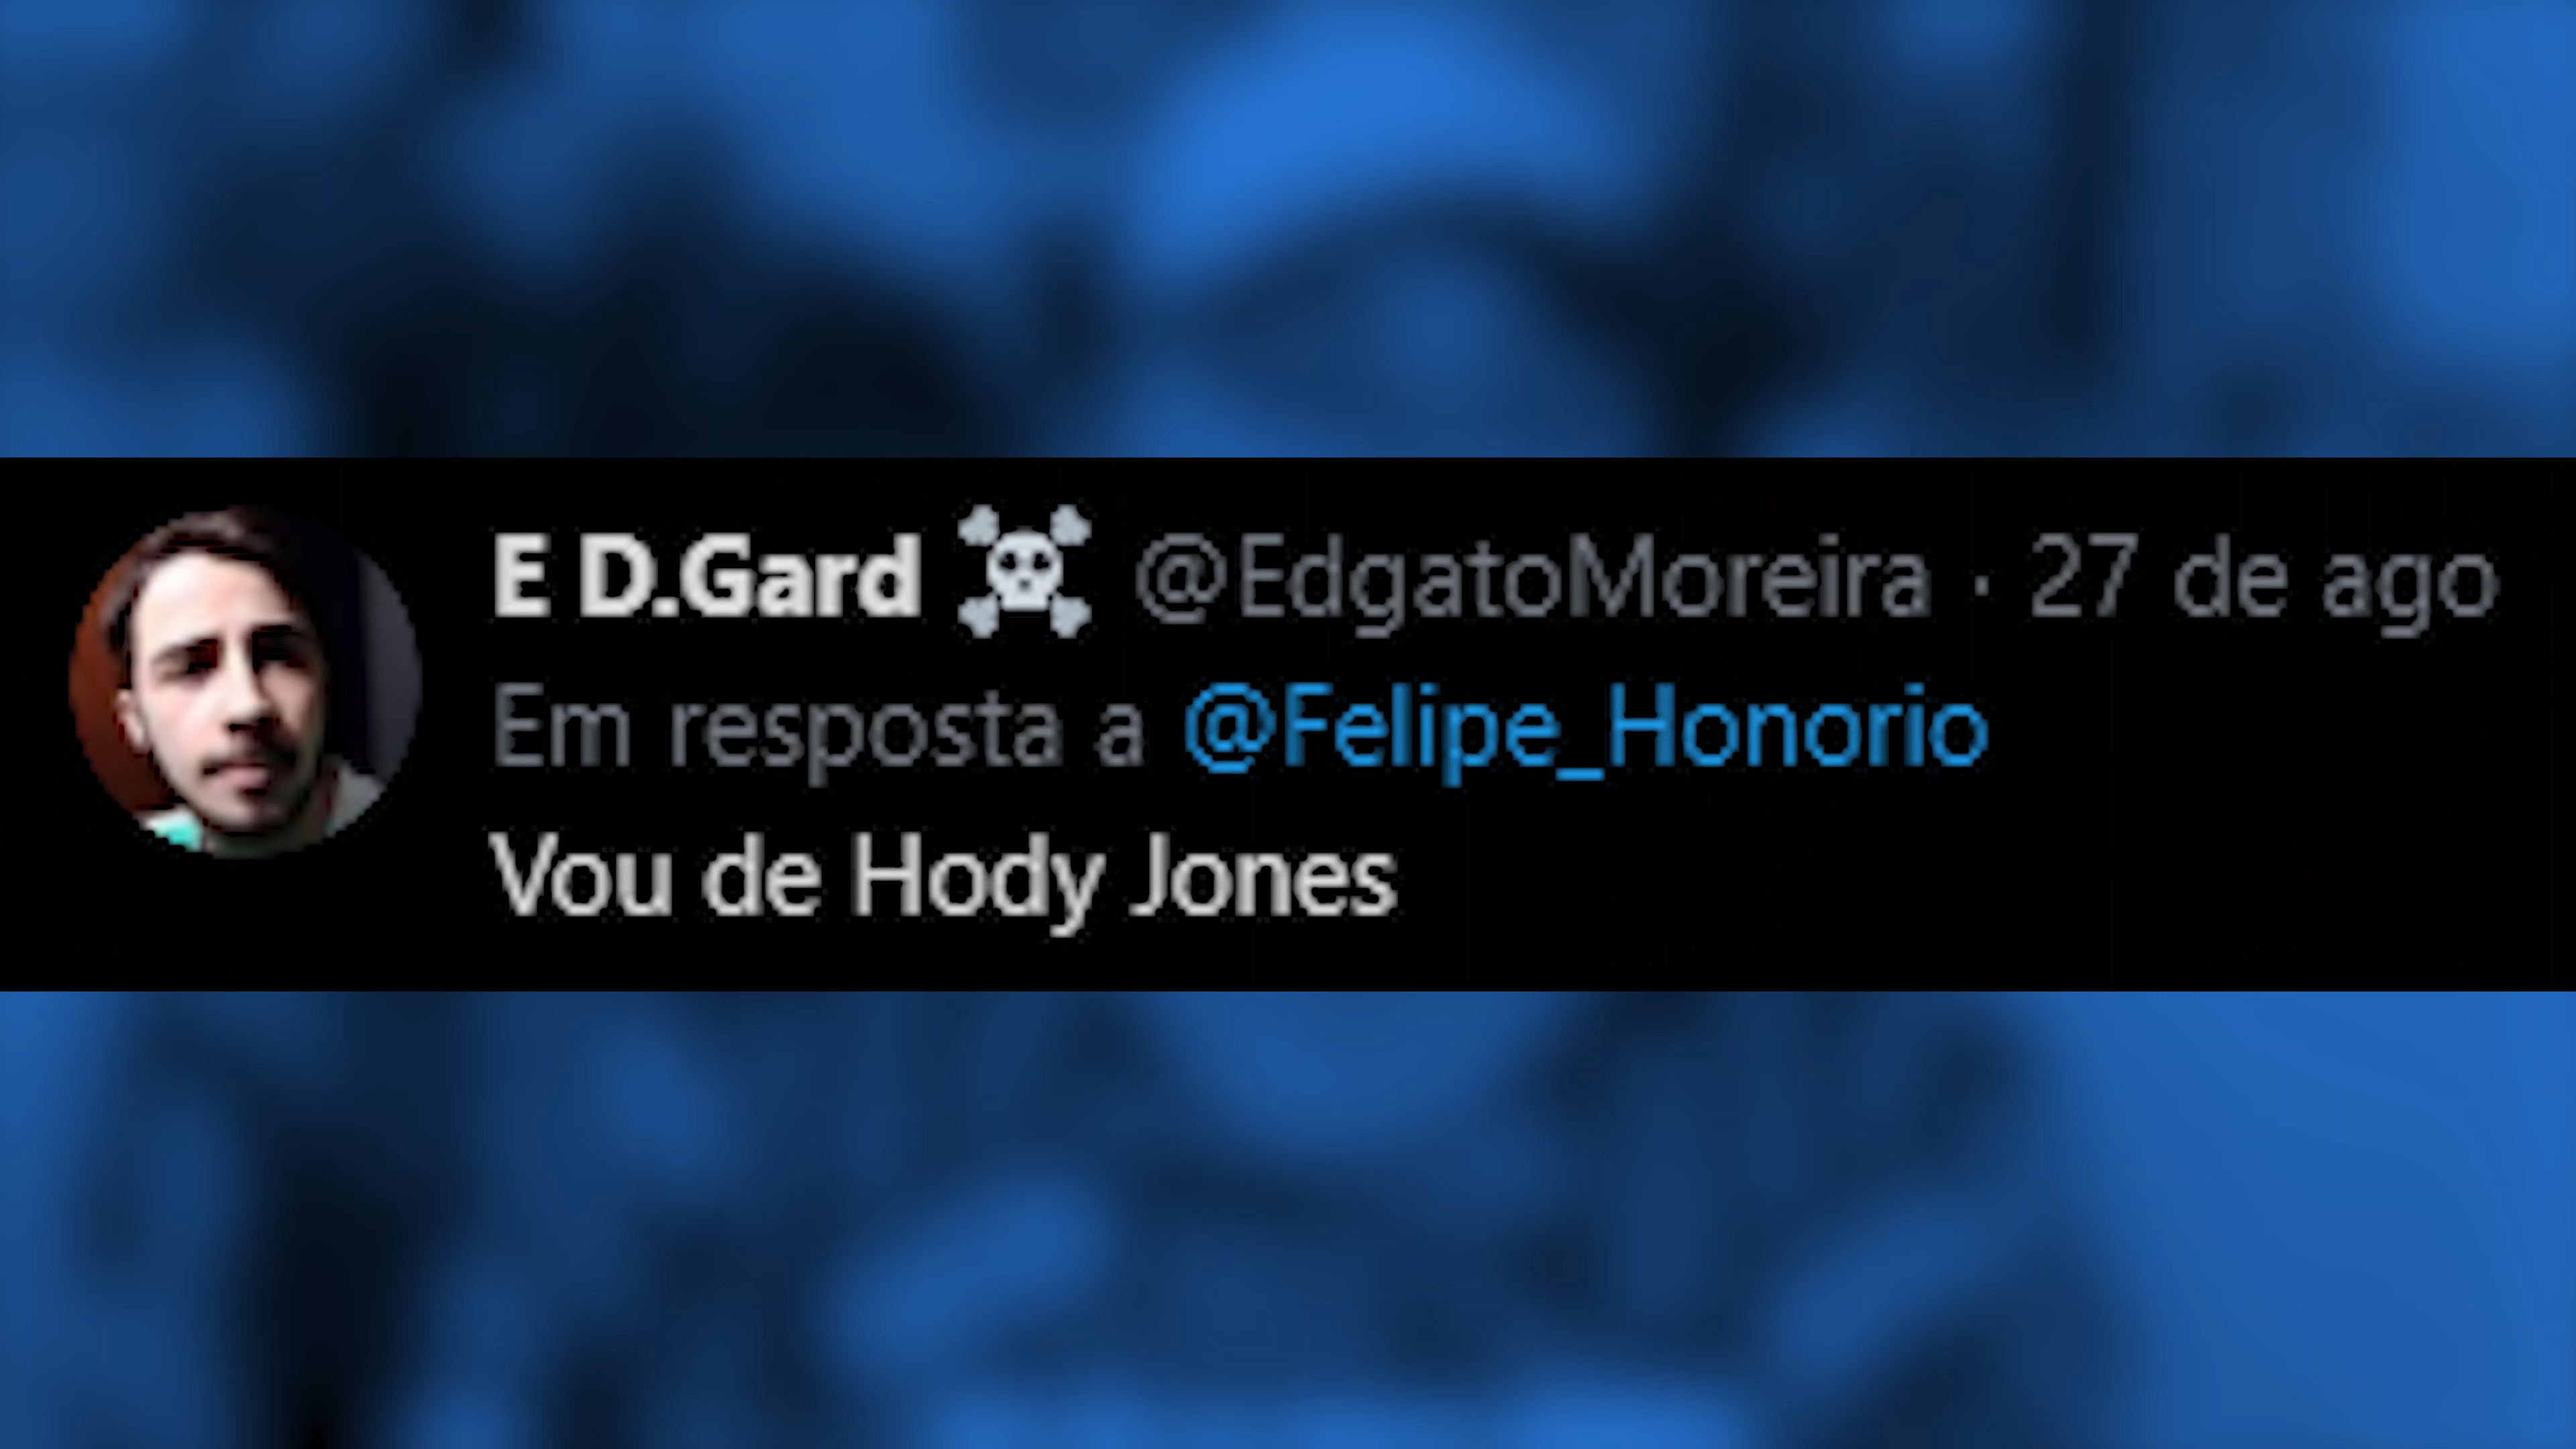 E D.Gard ☠ @EdgatoMoreira · 27 de ago
Em resposta a @Felipe_Honorio
Vou de Hody Jones